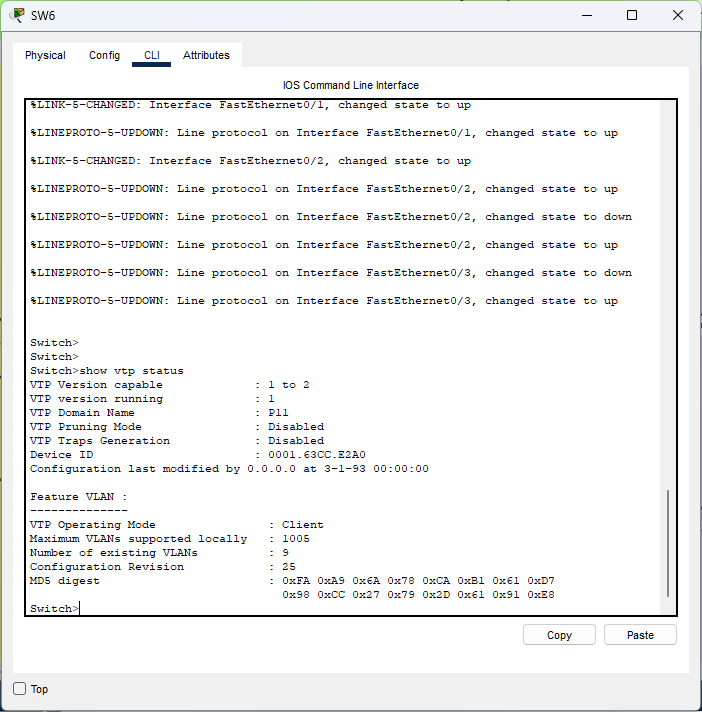 SW6
Physical Config CLI Attributes
IOS Command Line Interface
%LINK-5-CHANGED: Interface FastEthernet0/1, changed state to up
%LINEPROTO-5-UPDOWN: Line protocol on Interface FastEthernet0/1, changed state to up
%LINK-5-CHANGED: Interface FastEthernet0/2, changed state to up
%LINEPROTO-5-UPDOWN: Line protocol on Interface FastEthernet0/2, changed state to up
%LINEPROTO-5-UPDOWN: Line protocol on Interface FastEthernet0/2, changed state to down
%LINEPROTO-5-UPDOWN: Line protocol on Interface FastEthernet0/2, changed state to up
%LINEPROTO-5-UPDOWN: Line protocol on Interface FastEthernet0/3, changed state to down
%LINEPROTO-5-UPDOWN: Line protocol on Interface FastEthernet0/3, changed state to up
Switch>
Switch>
Switch>show vtp status
VTP Version capable : 1 to 2
VTP version running : 1
VTP Domain Name : P11
VTP Pruning Mode : Disabled
VTP Traps Generation : Disabled
Device ID : 0001.63CC.E2A0
Configuration last modified by 0.0.0.0 at 3-1-93 00:00:00
Feature VLAN :
--------------
VTP Operating Mode : Client
Maximum VLANs supported locally : 1005
Number of existing VLANs : 9
Configuration Revision : 25
MD5 digest : 0xFA 0xA9 0x6A 0x78 0xCA 0xB1 0x61 0xD7
0x98 0xCC 0x27 0x79 0x2D 0x61 0x91 0xE8
Switch>
Copy Paste
Top